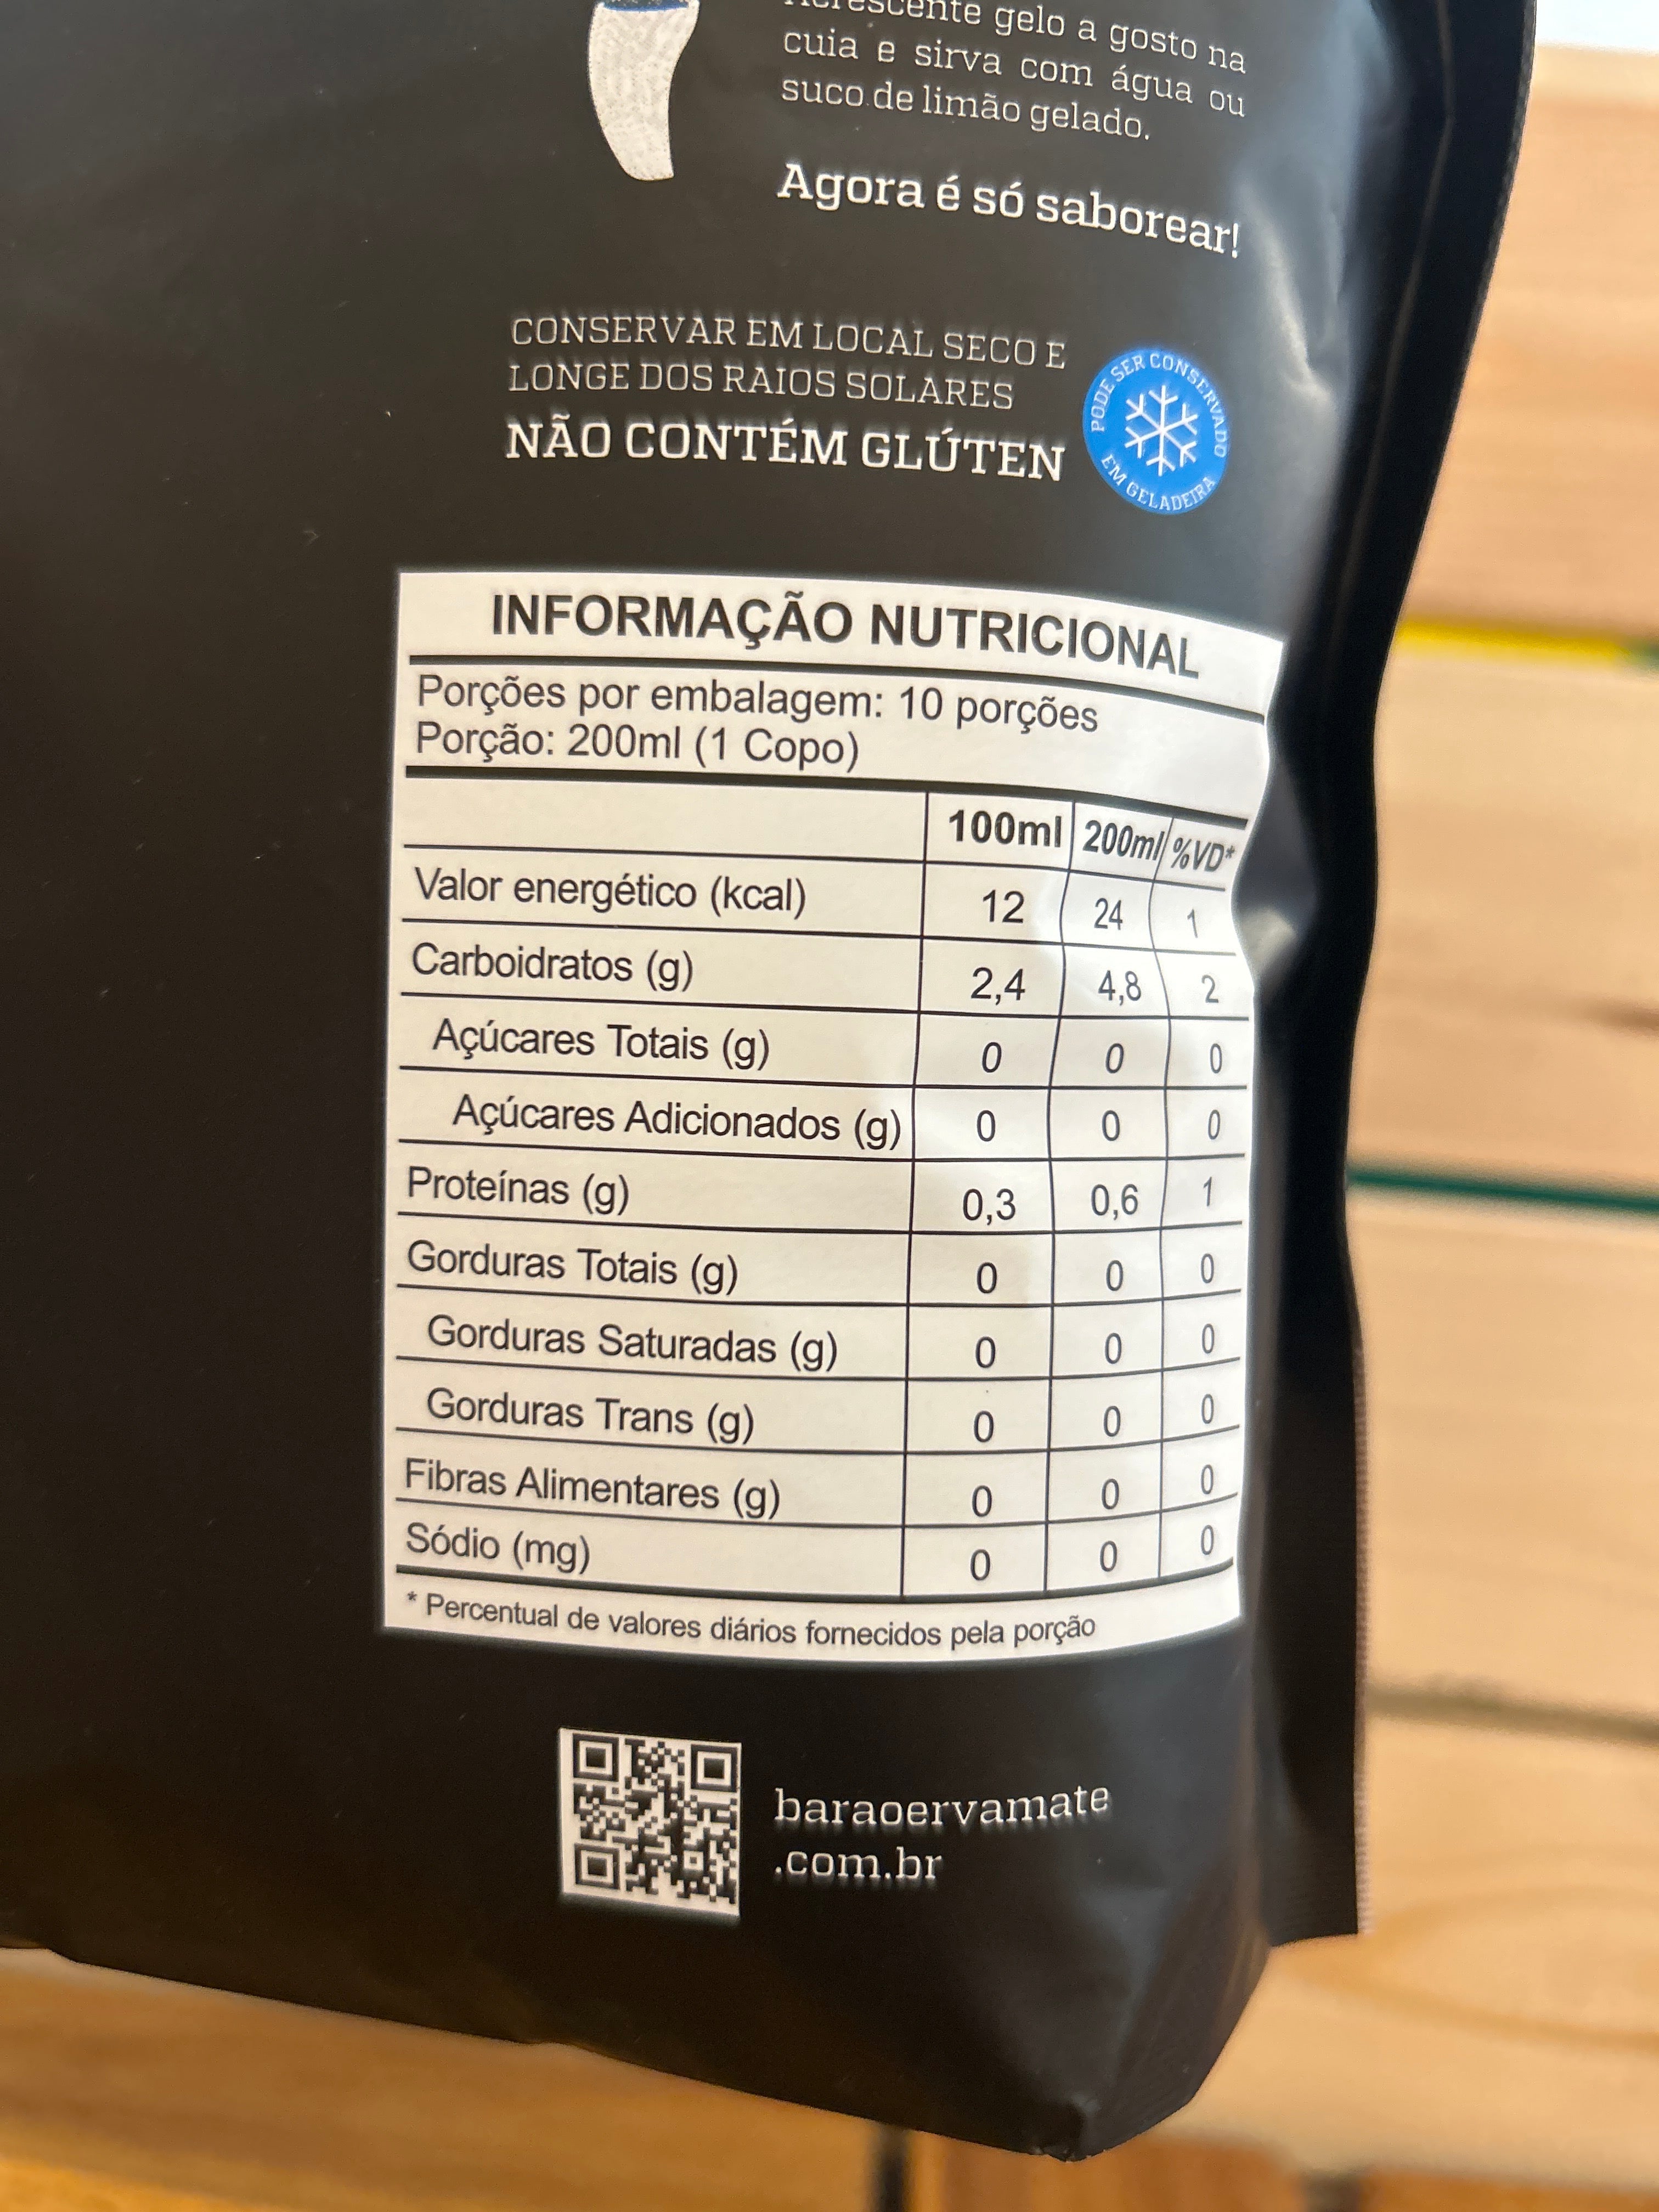 Acrescente gelo a gosto na
cuia e sirva com água ou
suco de limão gelado.
Agora é só saborear!
CONSERVAR EM LOCAL SECO E
LONGE DOS RAIOS SOLARES
NÃO CONTÉM GLÚTEN
PODE SER CONSERVADO
EM GELADEIRA
INFORMAÇÃO NUTRICIONAL
Porções por embalagem: 10 porções
Porção: 200ml (1 Copo)
100ml 200ml %VD*
Valor energético (kcal) 12 24 1
Carboidratos (g) 2,4 4,8 2
Açúcares Totais (g) 0 0 0
Açúcares Adicionados (g) 0 0 0
Proteínas (g) 0,3 0,6 1
Gorduras Totais (g) 0 0 0
Gorduras Saturadas (g) 0 0 0
Gorduras Trans (g) 0 0 0
Fibras Alimentares (g) 0 0 0
Sódio (mg) 0 0 0
* Percentual de valores diários fornecidos pela porção
baraoervamate
.com.br